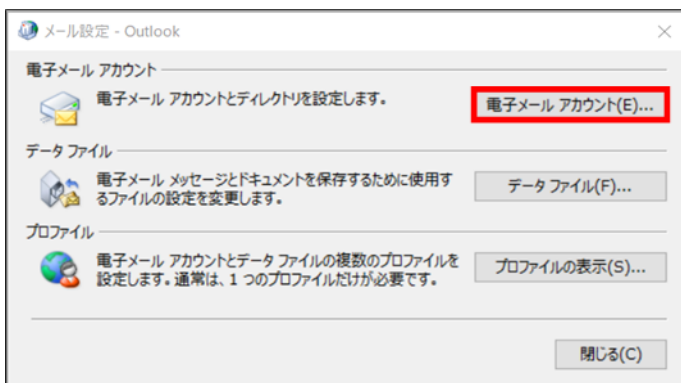 メール設定 - Outlook
電子メール アカウント
電子メール アカウントとディレクトリを設定します。
電子メール アカウント(E)...
データ ファイル
電子メール メッセージとドキュメントを保存するために使用す
るファイルの設定を変更します。
データ ファイル(F)...
プロファイル
電子メール アカウントとデータ ファイルの複数のプロファイルを
設定します。通常は、1 つのプロファイルだけが必要です。
プロファイルの表示(S)...
閉じる(C)